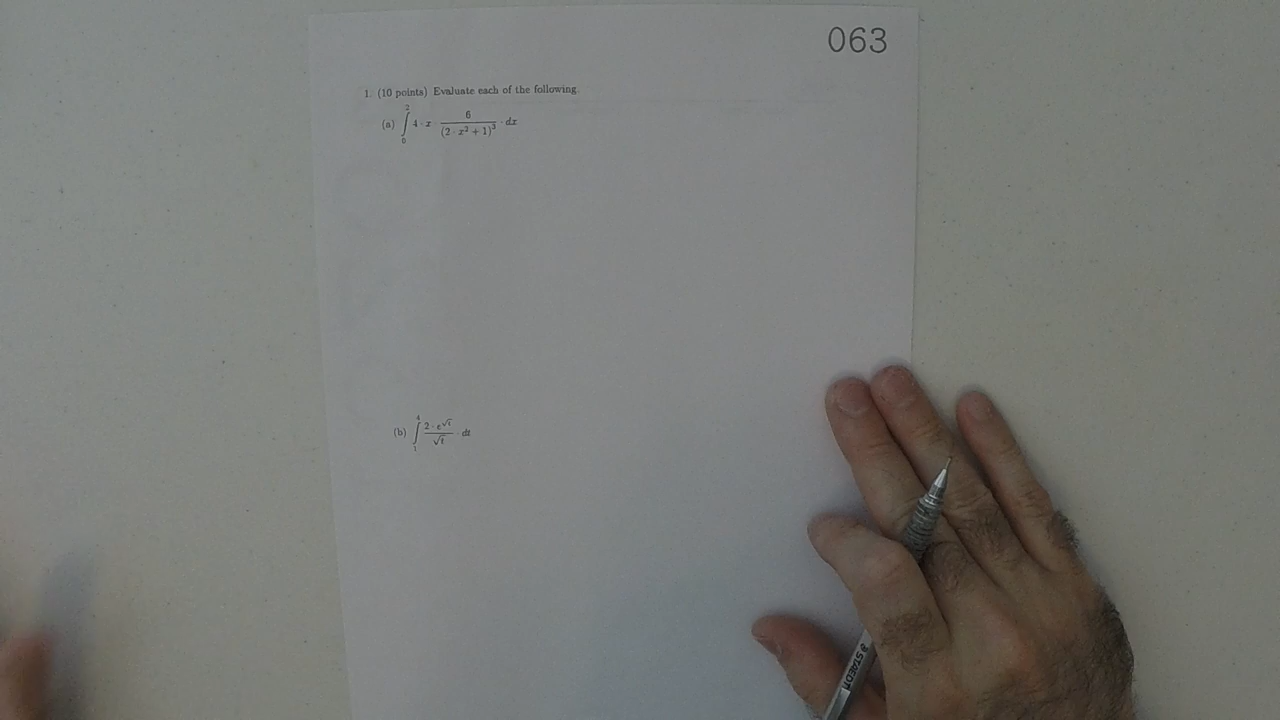 063
1. (10 points) Evaluate each of the following.
(a) ∫₀² 4 · x · 6 / (2 · x² + 1)³ · dx
(b) ∫₁⁴ 2 · e^√t / √t · dt
STAEDT